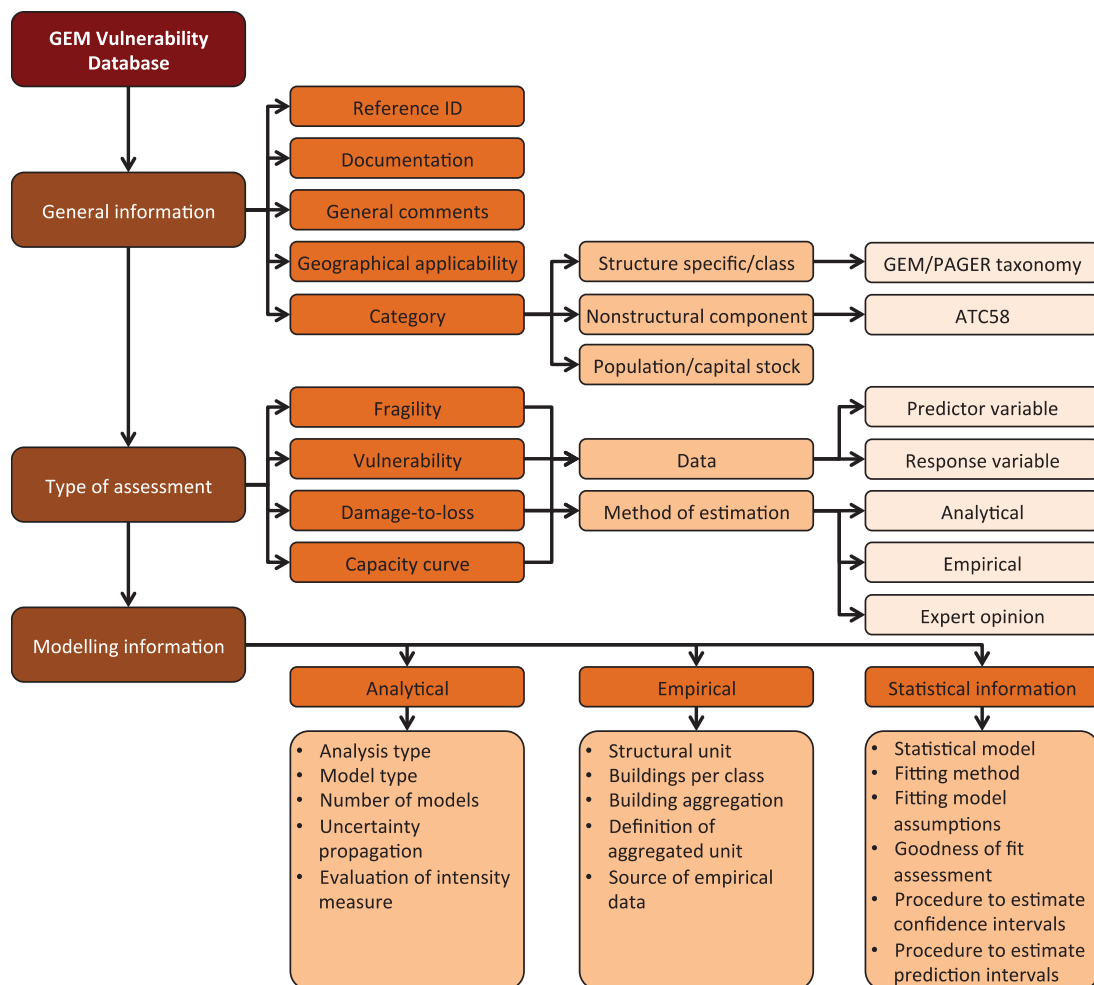 GEM Vulnerability
Database
General information
Reference ID
Documentation
General comments
Geographical applicability
Category
Structure specific/class
Nonstructural component
Population/capital stock
GEM/PAGER taxonomy
ATC58
Type of assessment
Fragility
Vulnerability
Damage-to-loss
Capacity curve
Data
Method of estimation
Predictor variable
Response variable
Analytical
Empirical
Expert opinion
Modelling information
Analytical
• Analysis type
• Model type
• Number of models
• Uncertainty
propagation
• Evaluation of intensity
measure
Empirical
• Structural unit
• Buildings per class
• Building aggregation
• Definition of
aggregated unit
• Source of empirical
data
Statistical information
• Statistical model
• Fitting method
• Fitting model
assumptions
• Goodness of fit
assessment
• Procedure to estimate
confidence intervals
• Procedure to estimate
prediction intervals